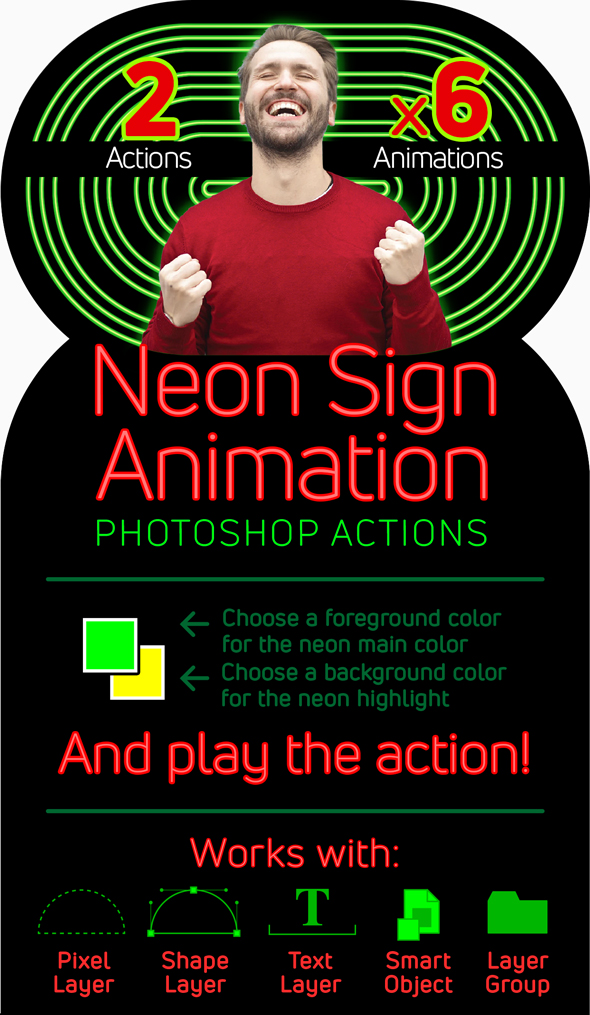 2
Actions
x6
Animations
Neon Sign
Animation
PHOTOSHOP ACTIONS
Choose a foreground color
for the neon main color
Choose a background color
for the neon highlight
And play the action!
Works with:
T
Pixel
Layer
Shape
Layer
Text
Layer
Smart
Object
Layer
Group